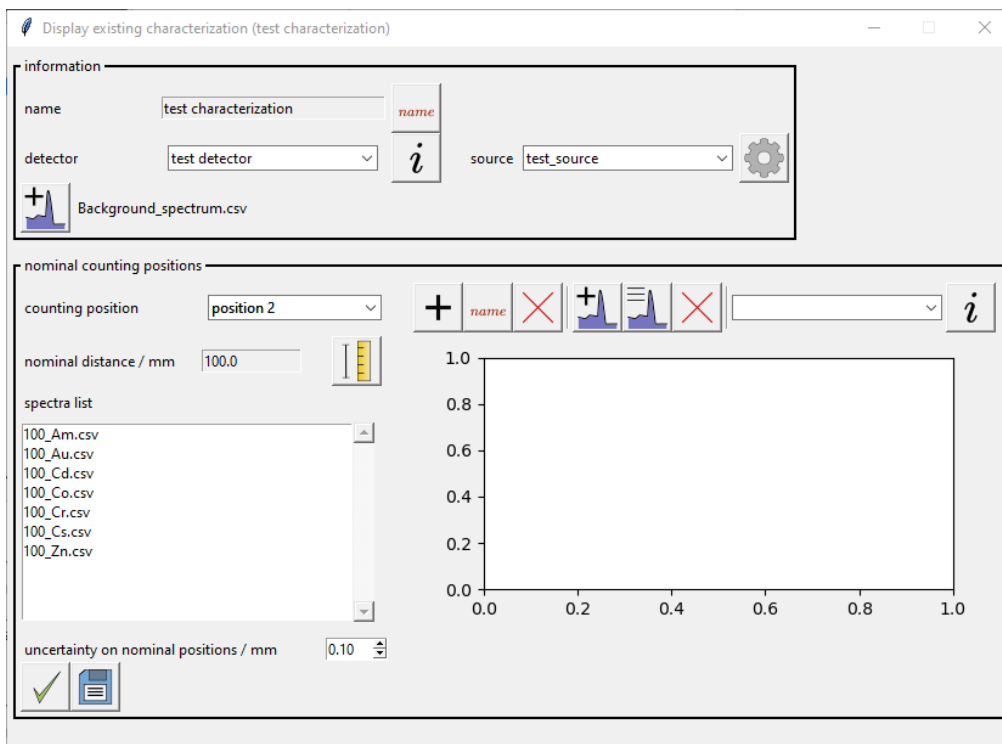 Display existing characterization (test characterization)
information
name test characterization name
detector test detector i source test_source
Background_spectrum.csv
nominal counting positions
counting position position 2 name i
nominal distance / mm 100.0
spectra list
100_Am.csv
100_Au.csv
100_Cd.csv
100_Co.csv
100_Cr.csv
100_Cs.csv
100_Zn.csv
1.0
0.8
0.6
0.4
0.2
0.0
0.0 0.2 0.4 0.6 0.8 1.0
uncertainty on nominal positions / mm 0.10